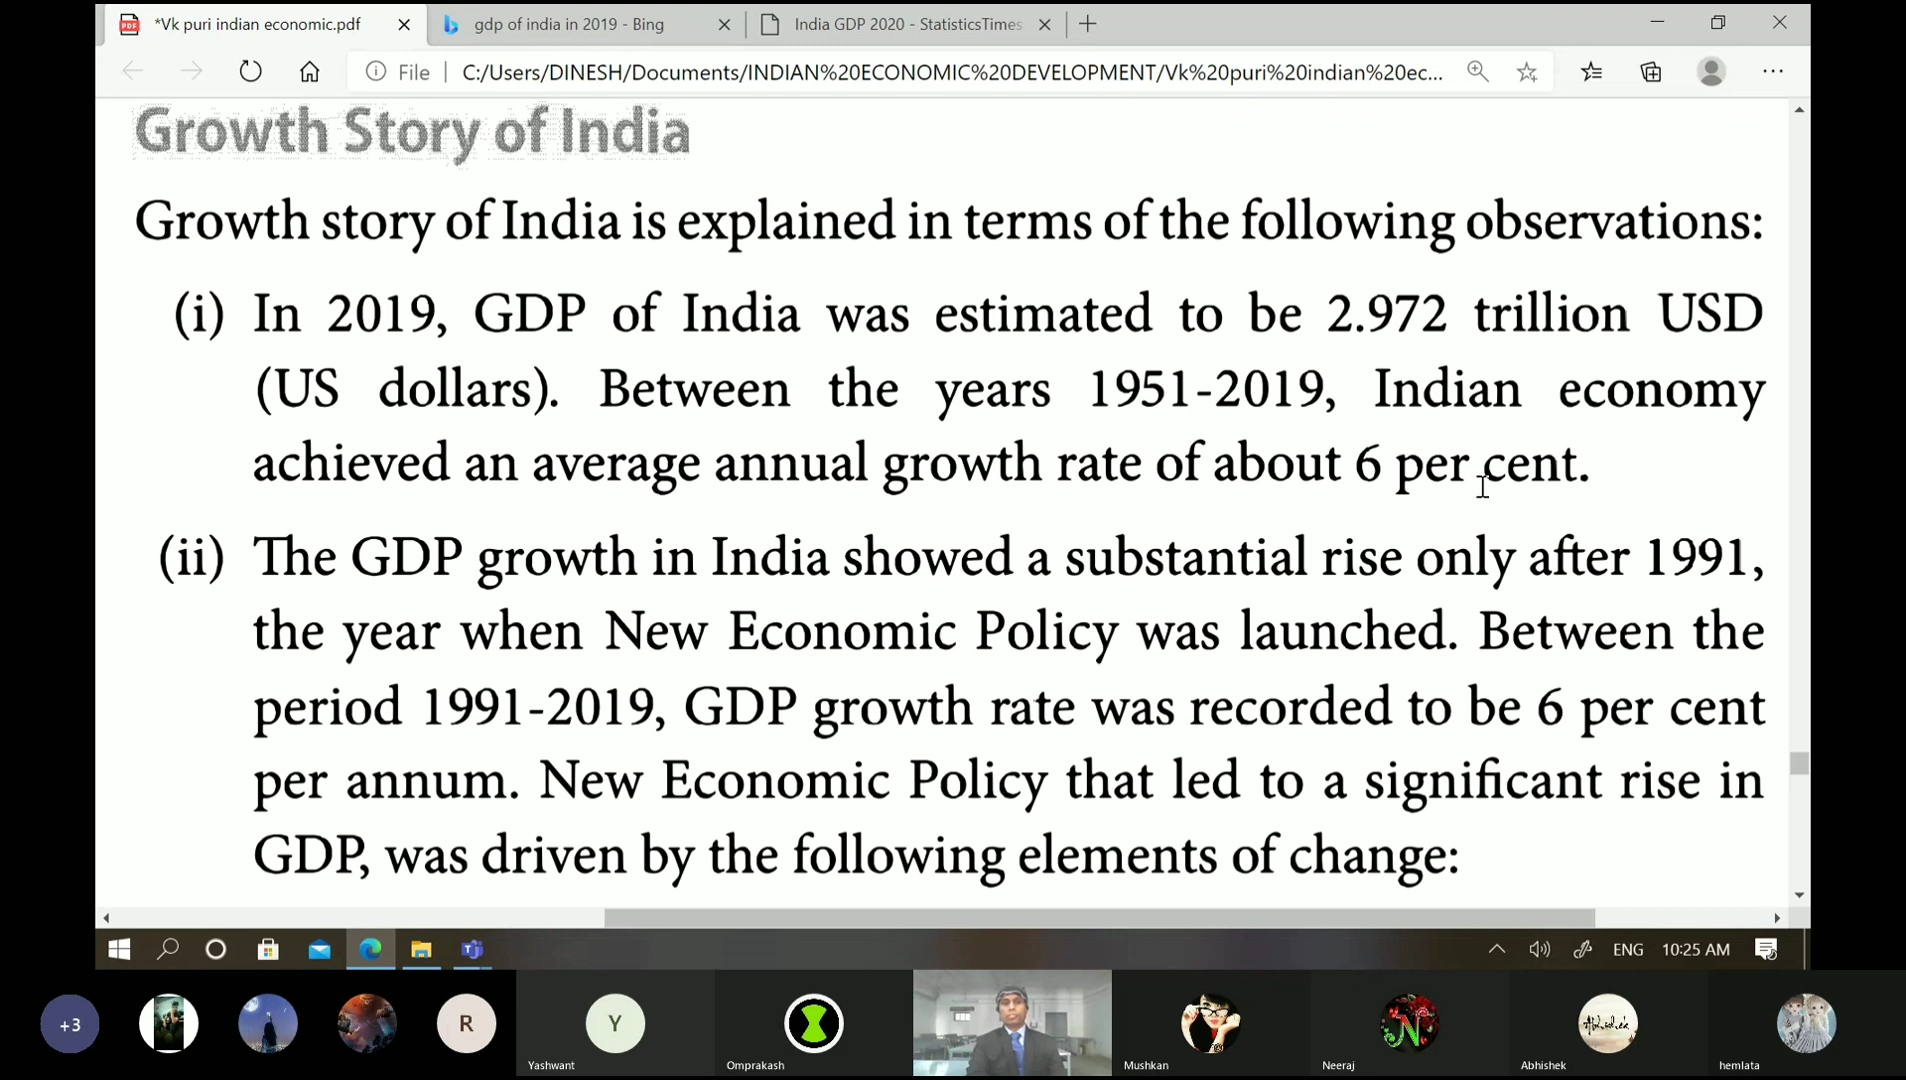 *Vk puri indian economic.pdf
gdp of india in 2019 - Bing
India GDP 2020 - StatisticsTimes
File
C:/Users/DINESH/Documents/INDIAN%20ECONOMIC%20DEVELOPMENT/Vk%20puri%20indian%20ec...
Growth Story of India
Growth story of India is explained in terms of the following observations:
(i) In 2019, GDP of India was estimated to be 2.972 trillion USD
(US dollars). Between the years 1951-2019, Indian economy
achieved an average annual growth rate of about 6 per cent.
(ii) The GDP growth in India showed a substantial rise only after 1991,
the year when New Economic Policy was launched. Between the
period 1991-2019, GDP growth rate was recorded to be 6 per cent
per annum. New Economic Policy that led to a significant rise in
GDP, was driven by the following elements of change:
ENG 10:25 AM
+3
R
Y
N
Abhishek
Yashwant
Omprakash
Mushkan
Neeraj
Abhishek
hemlata